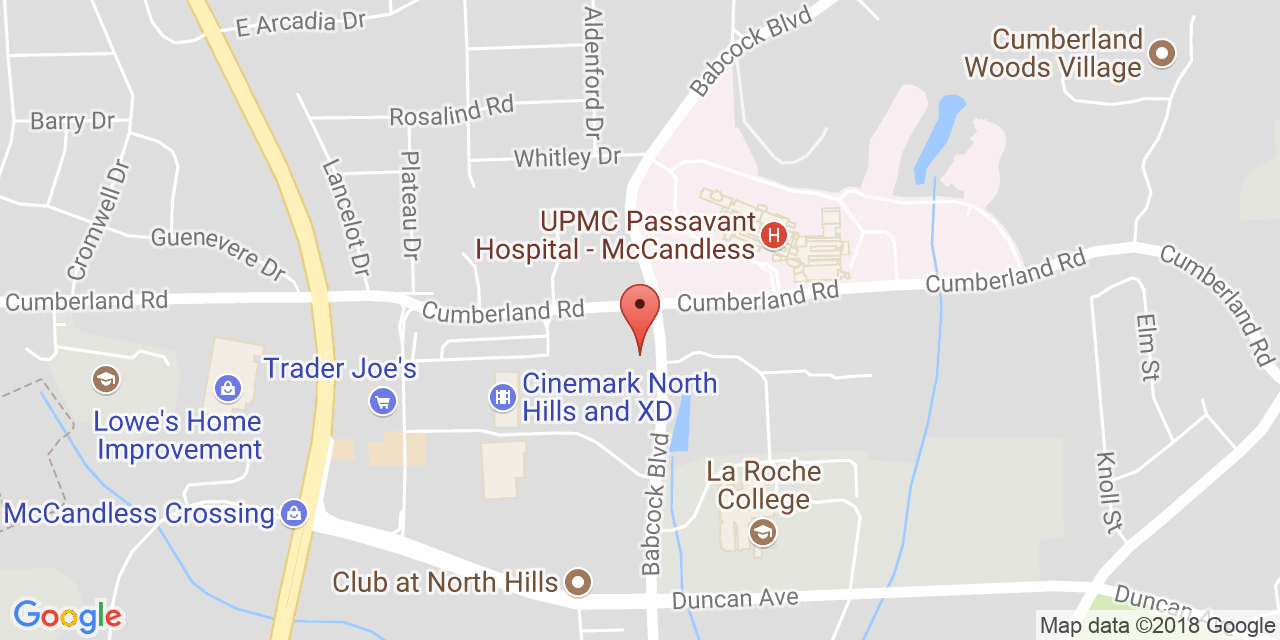 E Arcadia Dr
Aldenford Dr
Babcock Blvd
Cumberland
Woods Village
Barry Dr
Rosalind Rd
Whitley Dr
Cromwell Dr
Lancelot Dr
Plateau Dr
Guenevere Dr
UPMC Passavant
Hospital - McCandless
H
Cumberland Rd
Cumberland Rd
Cumberland Rd
Cumberland Rd
Cumberland Rd
Elm St
Trader Joe's
Cinemark North
Hills and XD
Lowe's Home
Improvement
Babcock Blvd
La Roche
College
Knoll St
McCandless Crossing
Club at North Hills
Duncan Ave
Duncan A
Google
Map data ©2018 Google